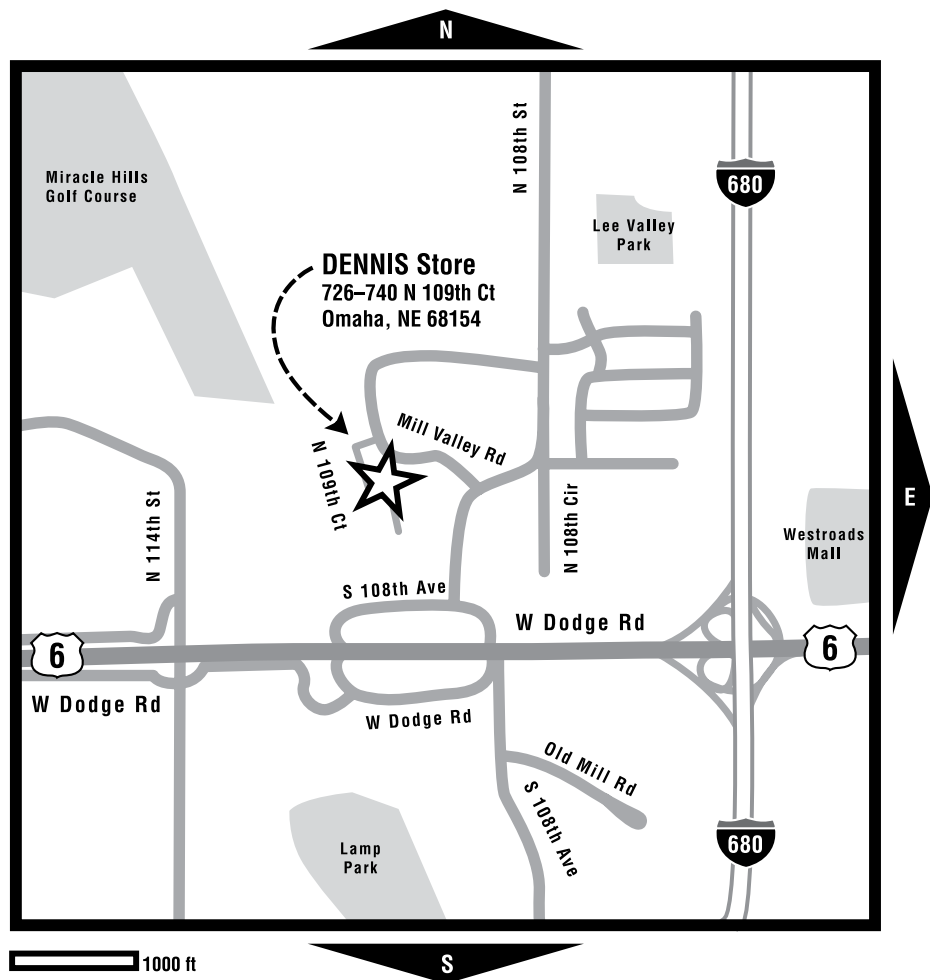 N
Miracle Hills
Golf Course
N 108th St
680
Lee Valley
Park
DENNIS Store
726–740 N 109th Ct
Omaha, NE 68154
Mill Valley Rd
N 109th Ct
N 114th St
N 108th Cir
E
Westroads
Mall
S 108th Ave
W Dodge Rd
6
6
W Dodge Rd
W Dodge Rd
Old Mill Rd
S 108th Ave
680
Lamp
Park
1000 ft
S